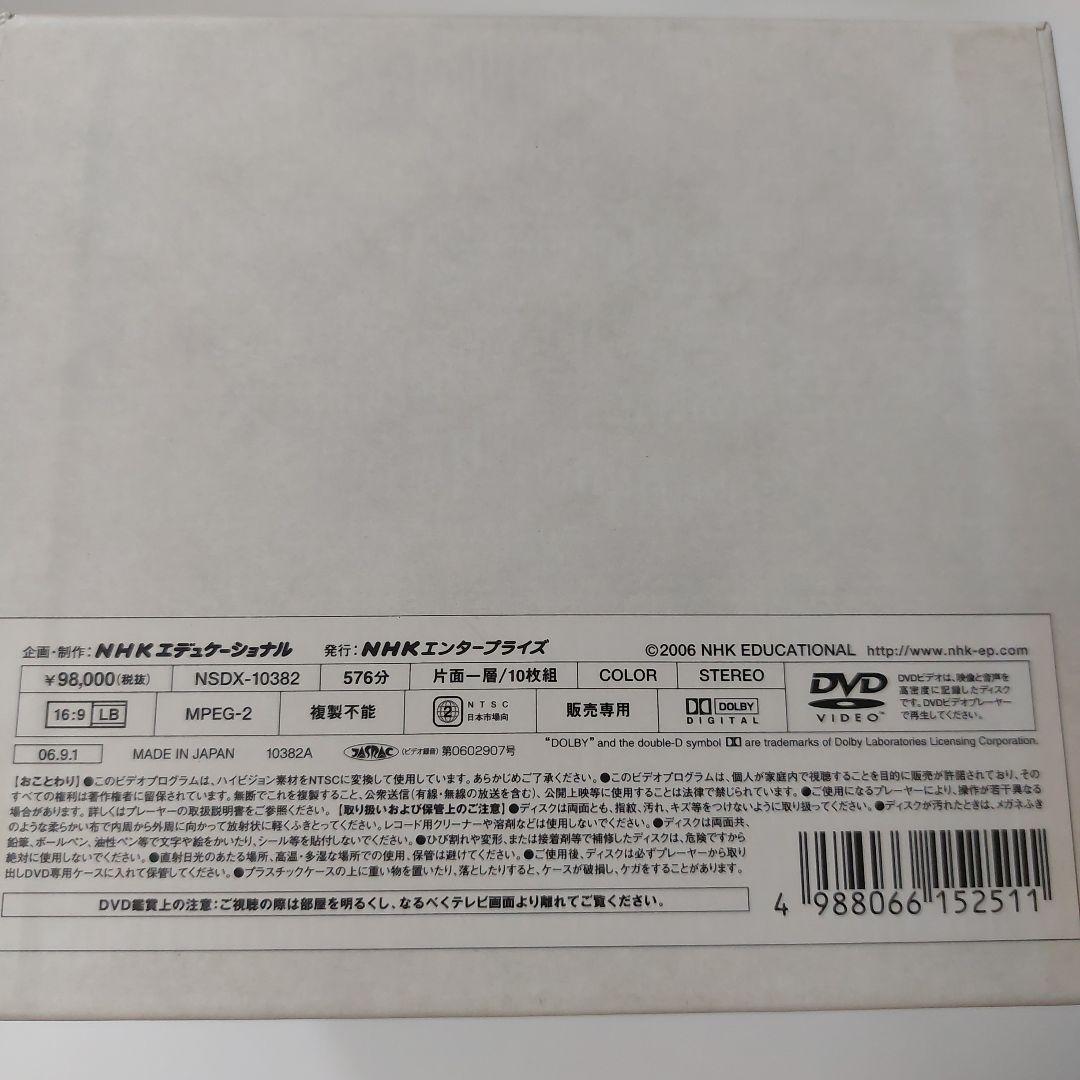 企画・制作：NHKエデュケーショナル 発行：NHKエンタープライズ ©2006 NHK EDUCATIONAL http://www.nhk-ep.com
¥98,000(税抜) NSDX-10382 576分 片面一層/10枚組 COLOR STEREO
DVD VIDEO™
DVDビデオは、映像と音声を
高密度に記録したディスク
です。DVDビデオプレーヤー
で再生してください。
16:9 LB MPEG-2 複製不能 2 NTSC 日本市場向 販売専用 DOLBY DIGITAL
06.9.1 MADE IN JAPAN 10382A JASRAC (ビデオ録音) 第0602907号 "DOLBY" and the double-D symbol are trademarks of Dolby Laboratories Licensing Corporation.
【おことわり】●このビデオプログラムは、ハイビジョン素材をNTSCに変換して使用しています。あらかじめご了承ください。●このビデオプログラムは、個人が家庭内で視聴することを目的に販売が許諾されており、その
すべての権利は著作権者に留保されています。無断でこれを複製すること、公衆送信(有線・無線の放送を含む)、公開上映等に使用することは法律で禁じられています。●ご使用になるプレーヤーにより、操作が若干異なる
場合があります。詳しくはプレーヤーの取扱説明書をご参照ください。【取り扱いおよび保管上のご注意】●ディスクは両面とも、指紋、汚れ、キズ等をつけないように取り扱ってください。●ディスクが汚れたときは、メガネふき
のような柔らかい布で内周から外周に向かって放射状に軽くふきとってください。レコード用クリーナーや溶剤などは使用しないでください。●ディスクは両面共、
鉛筆、ボールペン、油性ペン等で文字や絵をかいたり、シール等を貼付しないでください。●ひび割れや変形、または接着剤等で補修したディスクは、危険ですから
絶対に使用しないでください。●直射日光のあたる場所、高温・多湿な場所での使用、保管は避けてください。●ご使用後、ディスクは必ずプレーヤーから取り
出しDVD専用ケースに入れて保管してください。●プラスチックケースの上に重い物を置いたり、落としたりすると、ケースが破損し、ケガをすることがあります。
DVD鑑賞上の注意：ご視聴の際は部屋を明るくし、なるべくテレビ画面より離れてご覧ください。
4 988066 152511